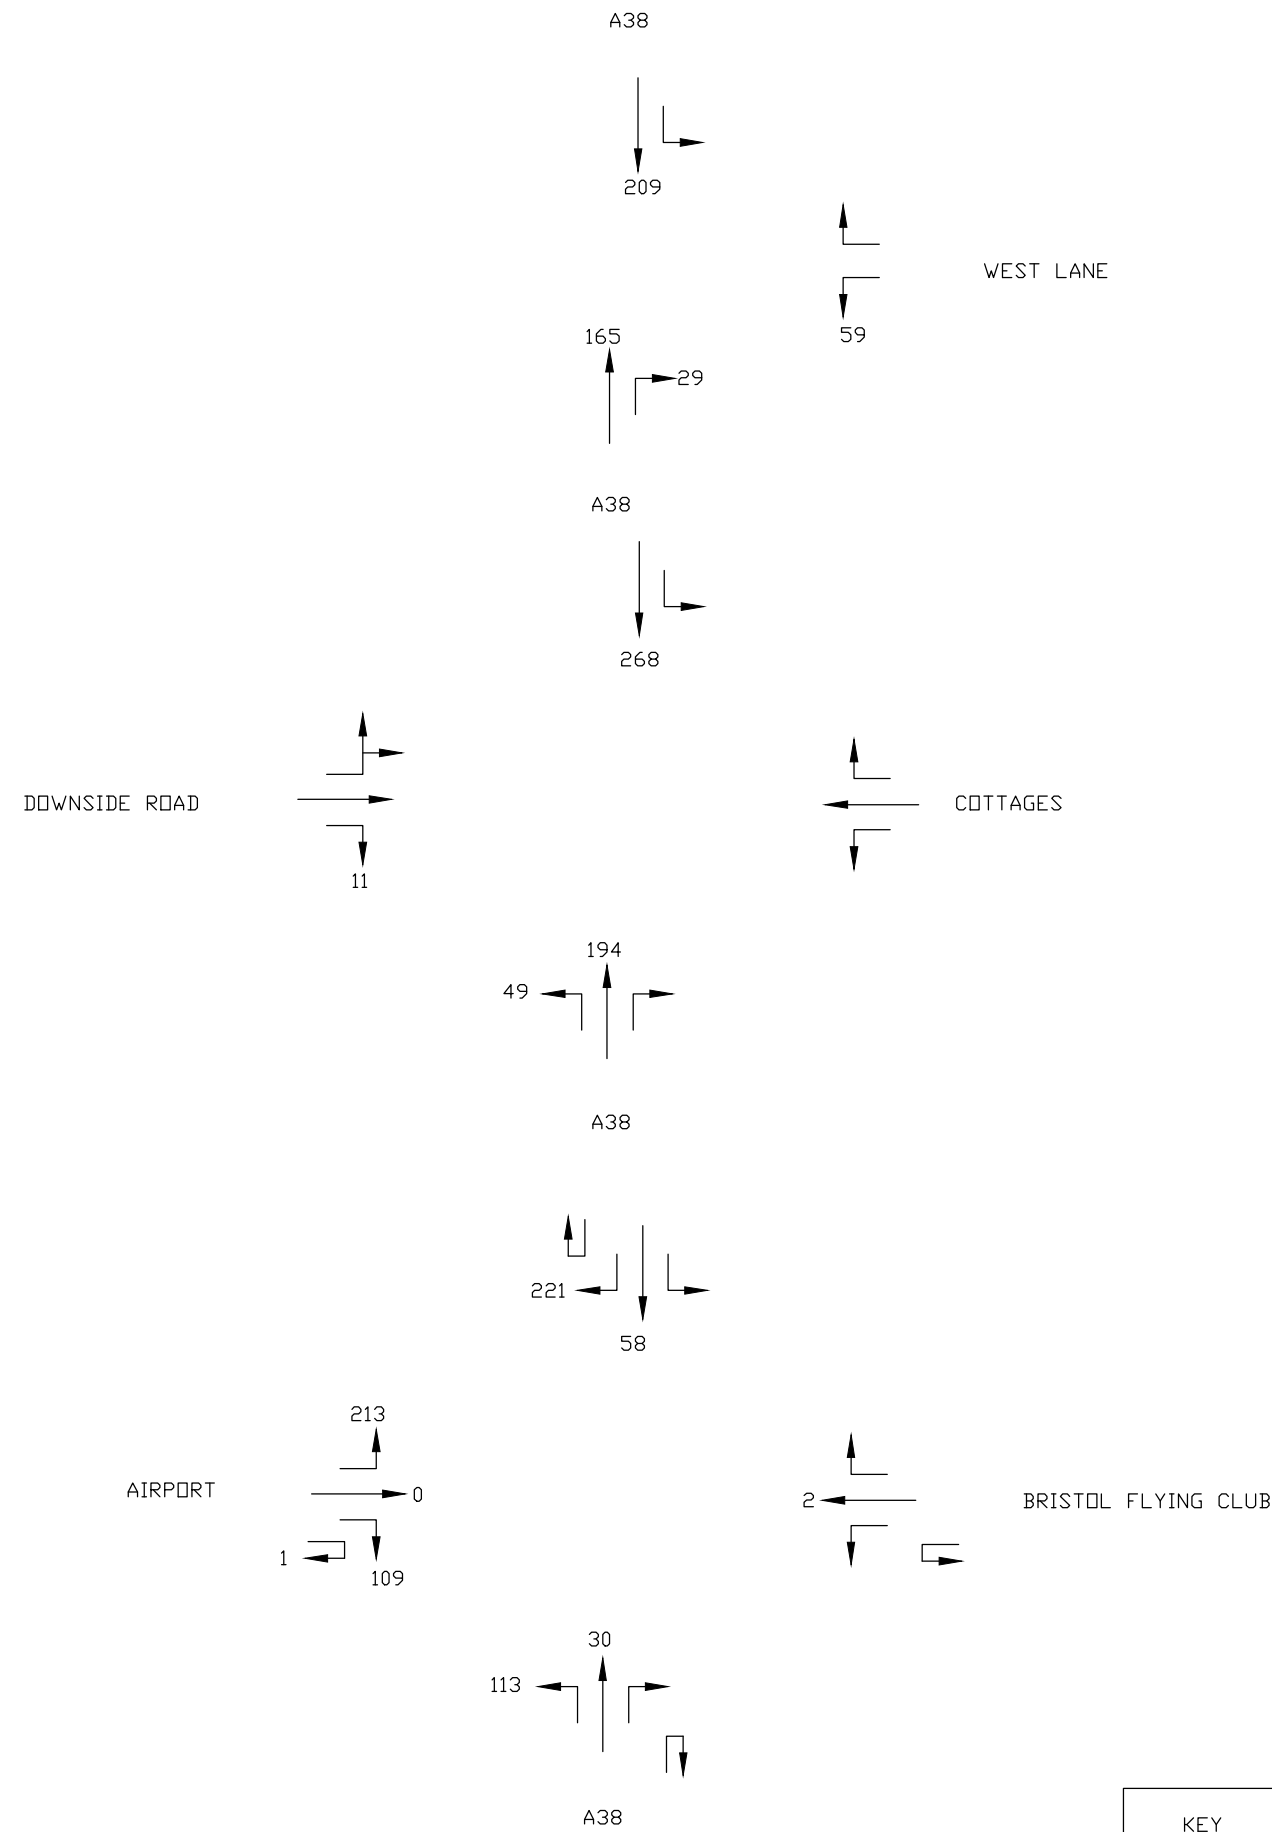 A38
209
WEST LANE
59
165
29
A38
268
DOWNSIDE ROAD
COTTAGES
11
194
49
A38
221
58
213
AIRPORT
0
2
BRISTOL FLYING CLUB
1
109
30
113
A38
KEY